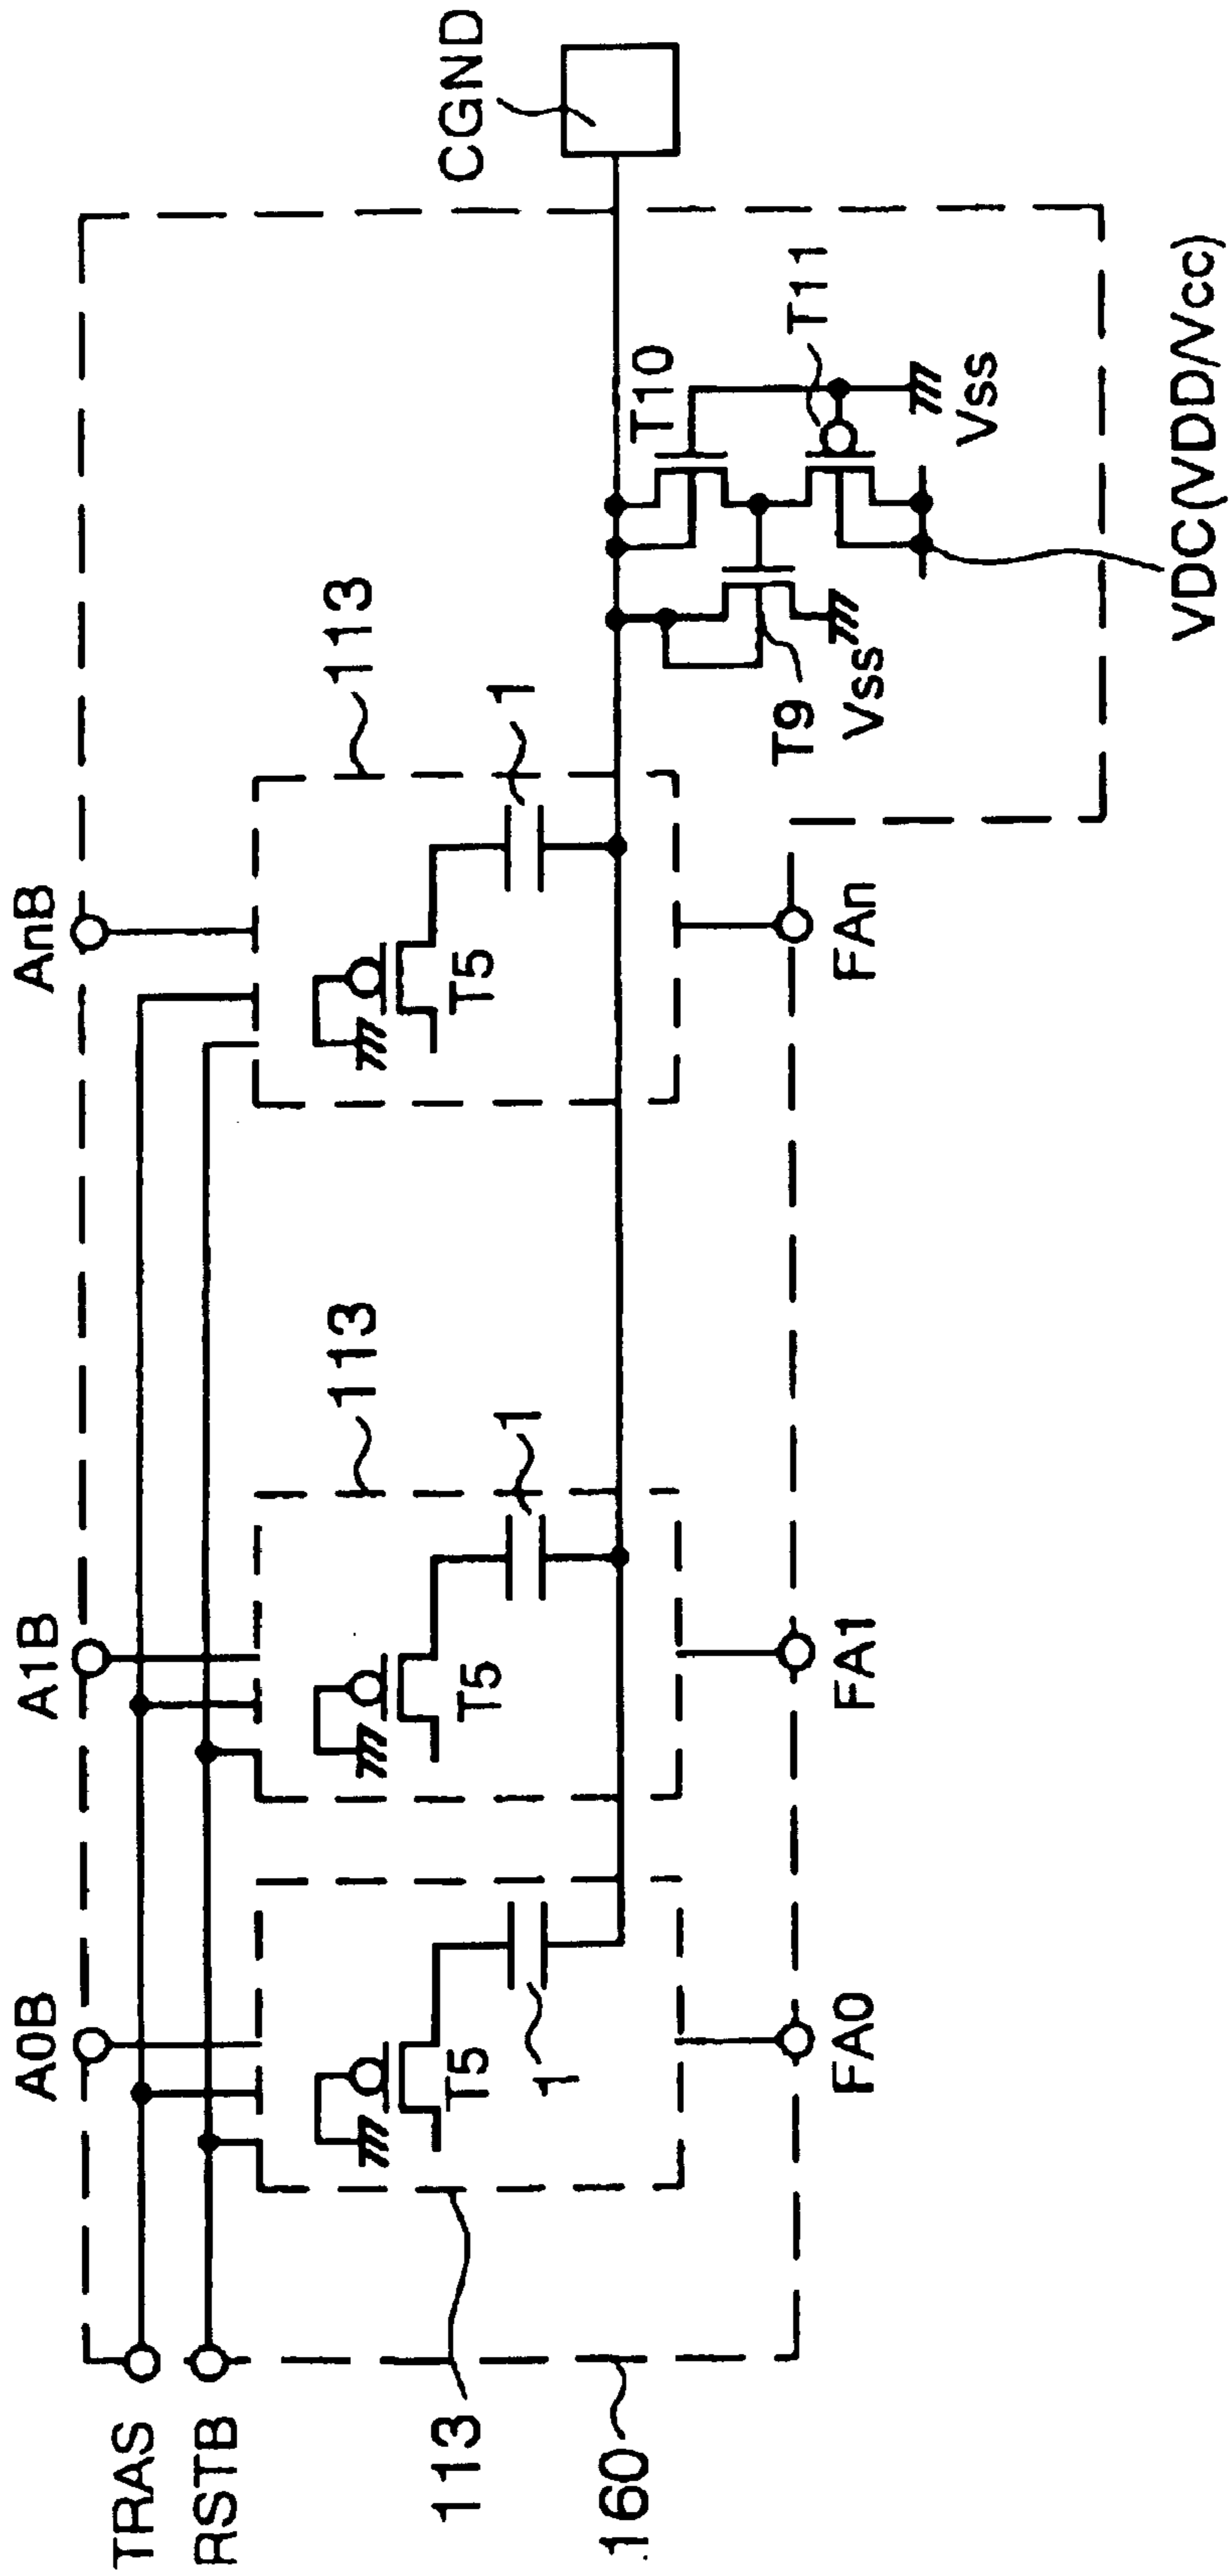 A0B
A1B
AnB
TRAS
RSTB
113
113
113
T5
T5
T5
1
1
1
CGND
T10
T11
T9
Vss
Vss
VDC(VDD/Vcc)
160
FA0
FA1
FAn